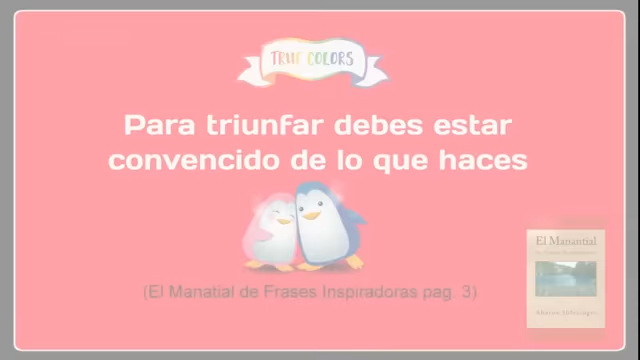 TRUE COLORS
Para triunfar debes estar
convencido de lo que haces
(El Manatial de Frases Inspiradoras pag. 3)
El Manantial